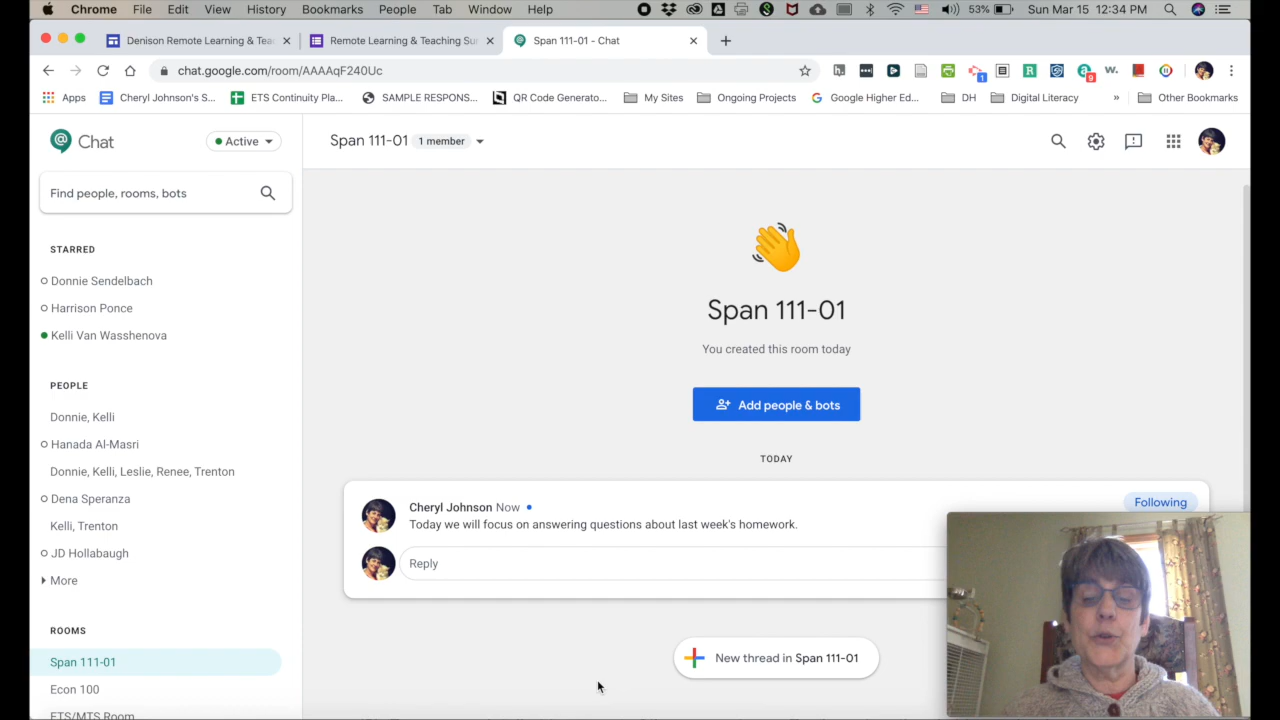 Chrome File Edit View History Bookmarks People Tab Window Help 53% Sun Mar 15 12:34 PM
Denison Remote Learning & Tea Remote Learning & Teaching Su Span 111-01 - Chat
chat.google.com/room/AAAAqF240Uc
1 W. 9
Apps Cheryl Johnson's S... ETS Continuity Pla... SAMPLE RESPONS... QR Code Generato... My Sites Ongoing Projects Google Higher Ed... DH Digital Literacy » Other Bookmarks
Chat Active
Span 111-01 1 member
Find people, rooms, bots
STARRED
Donnie Sendelbach
Harrison Ponce
Kelli Van Wasshenova
PEOPLE
Donnie, Kelli
Hanada Al-Masri
Donnie, Kelli, Leslie, Renee, Trenton
Dena Speranza
Kelli, Trenton
JD Hollabaugh
More
ROOMS
Span 111-01
Econ 100
ETS/MTS Room
Span 111-01
You created this room today
Add people & bots
TODAY
Cheryl Johnson Now
Following
Today we will focus on answering questions about last week's homework.
Reply
New thread in Span 111-01